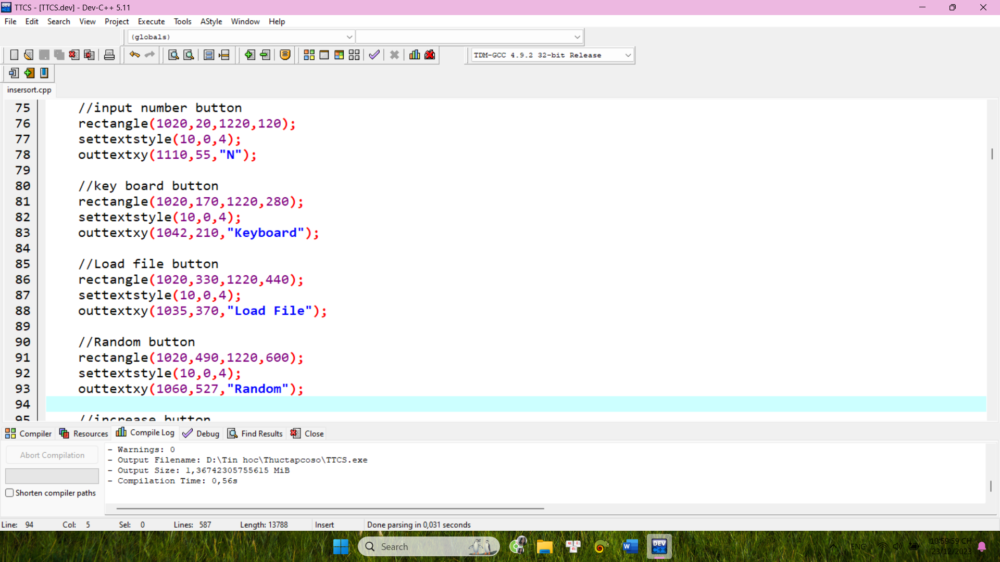 TTCS - [TTCS.dev] - Dev-C++ 5.11
File Edit Search View Project Execute Tools AStyle Window Help
(globals)
TDM-GCC 4.9.2 32-bit Release
insersort.cpp
75 //input number button
76 rectangle(1020,20,1220,120);
77 settextstyle(10,0,4);
78 outtextxy(1110,55,"N");
79
80 //key board button
81 rectangle(1020,170,1220,280);
82 settextstyle(10,0,4);
83 outtextxy(1042,210,"Keyboard");
84
85 //Load file button
86 rectangle(1020,330,1220,440);
87 settextstyle(10,0,4);
88 outtextxy(1035,370,"Load File");
89
90 //Random button
91 rectangle(1020,490,1220,600);
92 settextstyle(10,0,4);
93 outtextxy(1060,527,"Random");
94
95 //increase button
Compiler Resources Compile Log Debug Find Results Close
Abort Compilation
Shorten compiler paths
- Warnings: 0
- Output Filename: D:\Tin hoc\Thuctapcoso\TTCS.exe
- Output Size: 1,36742305755615 MiB
- Compilation Time: 0,56s
Line: 94 Col: 5 Sel: 0 Lines: 587 Length: 13788 Insert Done parsing in 0,031 seconds
Search
DEV C++
ENG
10:59:59 CH
23/12/2023